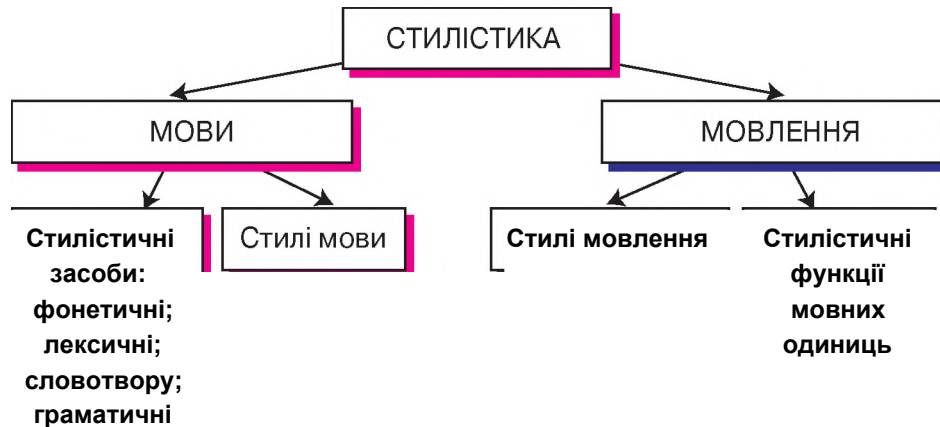 СТИЛІСТИКА
МОВИ
МОВЛЕННЯ
Стилістичні
засоби:
фонетичні;
лексичні;
словотвору;
граматичні
Стилі мови
Стилі мовлення
Стилістичні
функції
мовних
одиниць